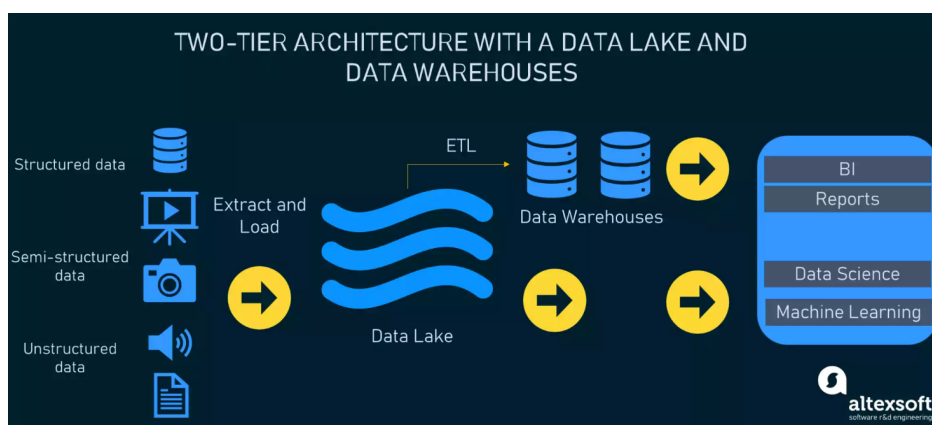 TWO-TIER ARCHITECTURE WITH A DATA LAKE AND
DATA WAREHOUSES
Structured data
Semi-structured
data
Unstructured
data
Extract and
Load
ETL
Data Lake
Data Warehouses
BI
Reports
Data Science
Machine Learning
altexsoft
software r&d engineering